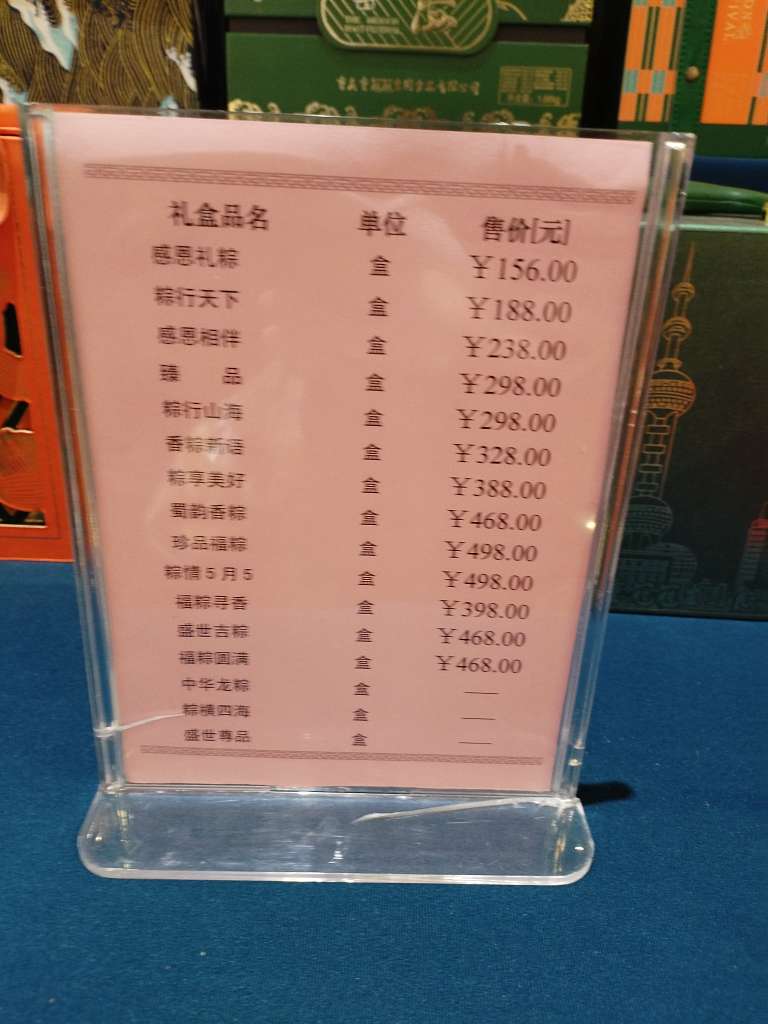 礼盒品名 单位 售价[元]
感恩礼粽 盒 ￥156.00
粽行天下 盒 ￥188.00
感恩相伴 盒 ￥238.00
臻 品 盒 ￥298.00
粽行山海 盒 ￥298.00
香粽新语 盒 ￥328.00
粽享美好 盒 ￥388.00
蜀韵香粽 盒 ￥468.00
珍品福粽 盒 ￥498.00
粽情5月5 盒 ￥498.00
福粽寻香 盒 ￥398.00
盛世吉粽 盒 ￥468.00
福粽圆满 盒 ￥468.00
中华龙粽 盒 ——
粽横四海 盒 ——
盛世尊品 盒 ——